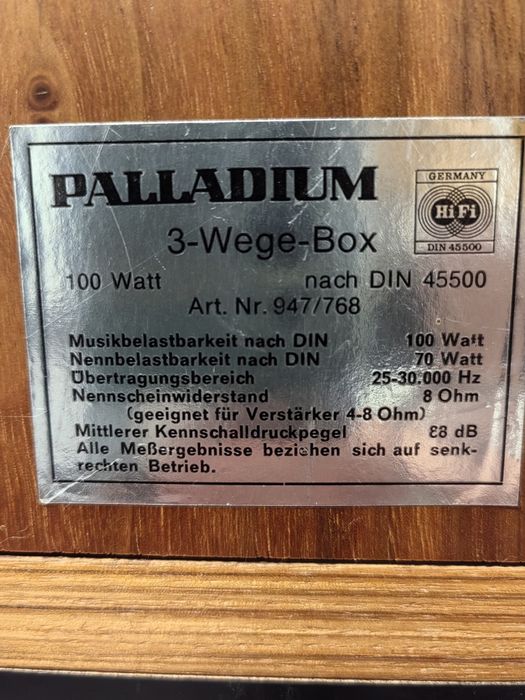 PALLADIUM
GERMANY
HiFi
DIN 45500
3-Wege-Box
100 Watt nach DIN 45500
Art. Nr. 947/768
Musikbelastbarkeit nach DIN 100 Watt
Nennbelastbarkeit nach DIN 70 Watt
Übertragungsbereich 25-30.000 Hz
Nennscheinwiderstand 8 Ohm
(geeignet für Verstärker 4-8 Ohm)
Mittlerer Kennschalldruckpegel 88 dB
Alle Meßergebnisse beziehen sich auf senk-
rechten Betrieb.